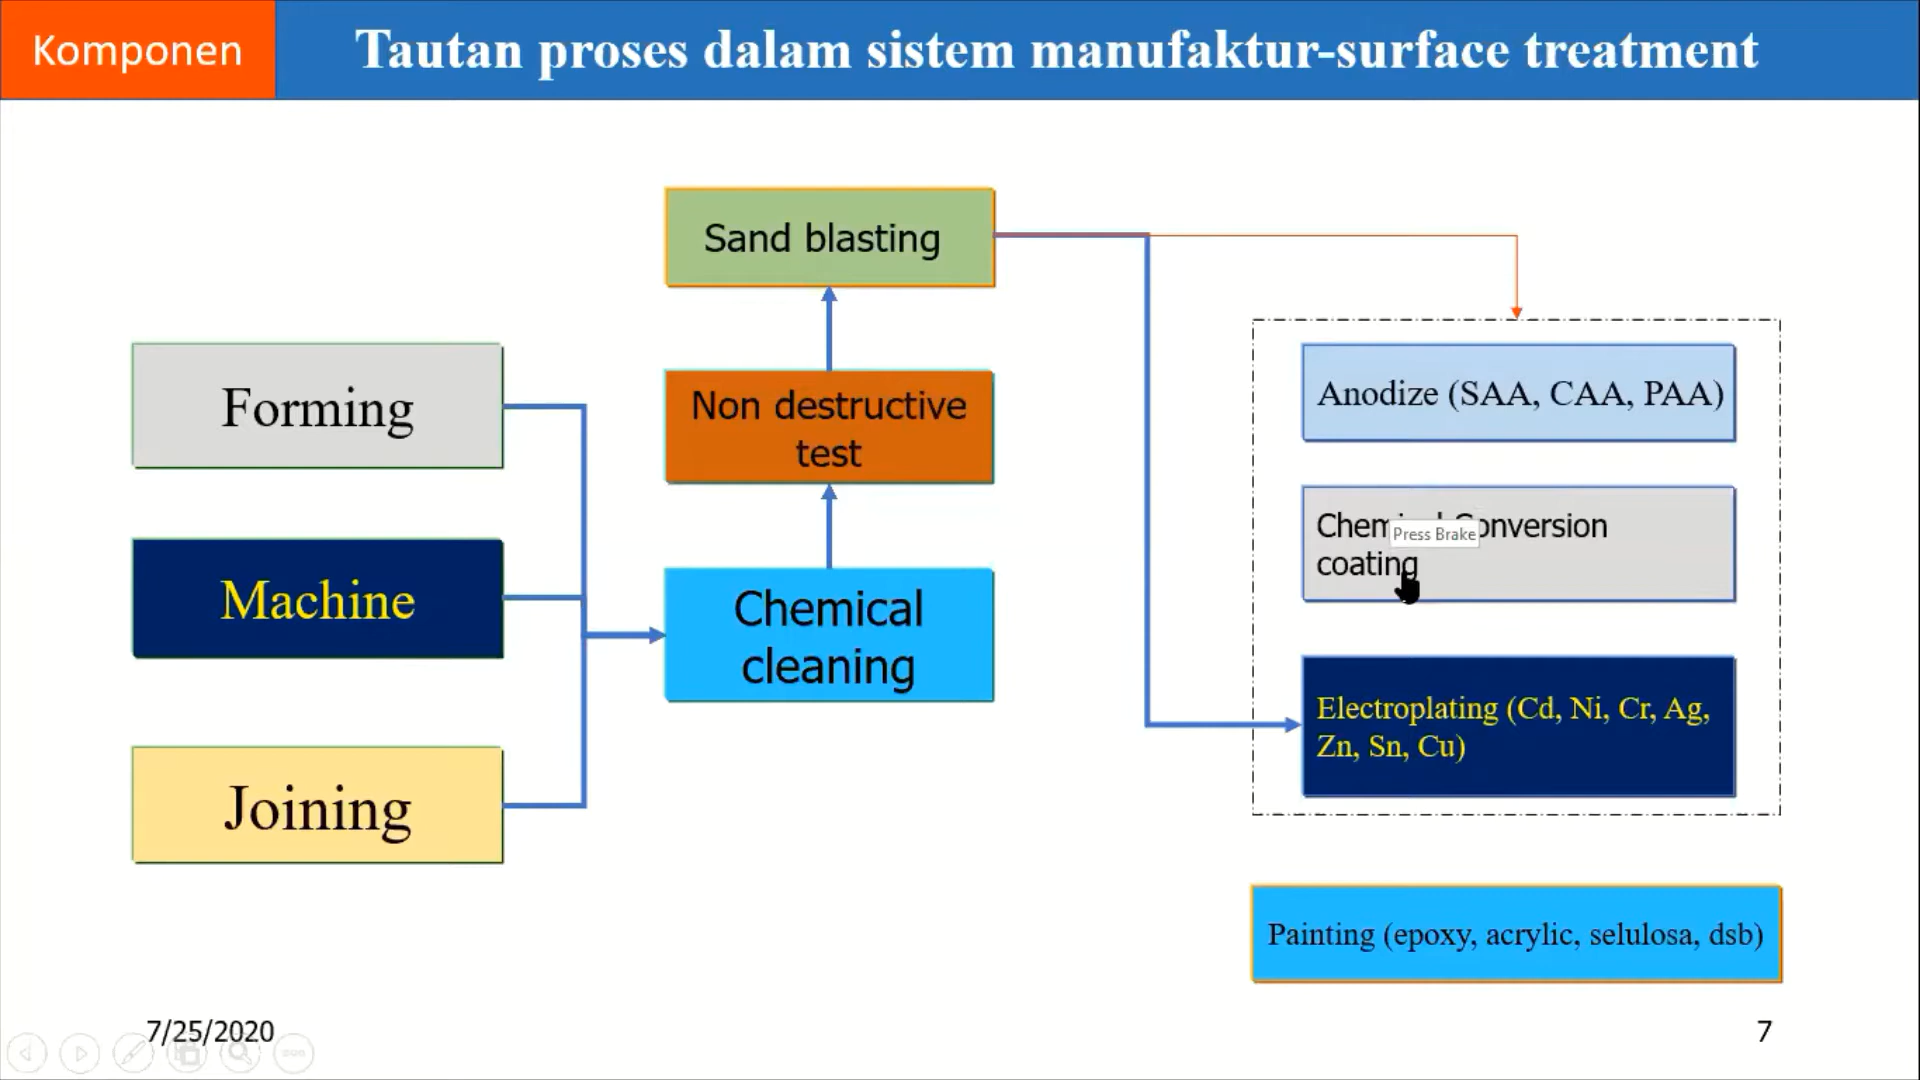 Komponen
Tautan proses dalam sistem manufaktur-surface treatment
Sand blasting
Forming
Non destructive
test
Anodize (SAA, CAA, PAA)
Conversion
coating
Press Brake
Machine
Chemical
cleaning
Electroplating (Cd, Ni, Cr, Ag,
Zn, Sn, Cu)
Joining
Painting (epoxy, acrylic, selulosa, dsb)
7/25/2020
7